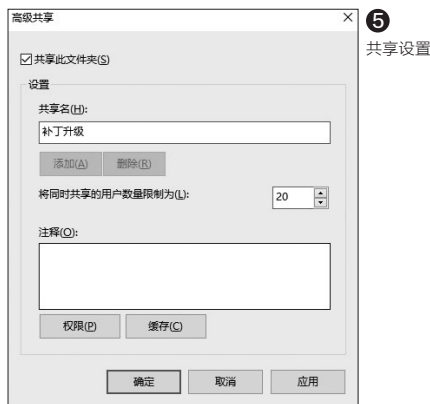 高级共享
❺
共享设置
共享此文件夹(S)
设置
共享名(H):
补丁升级
添加(A) 删除(R)
将同时共享的用户数量限制为(L): 20
注释(O):
权限(P) 缓存(C)
确定 取消 应用